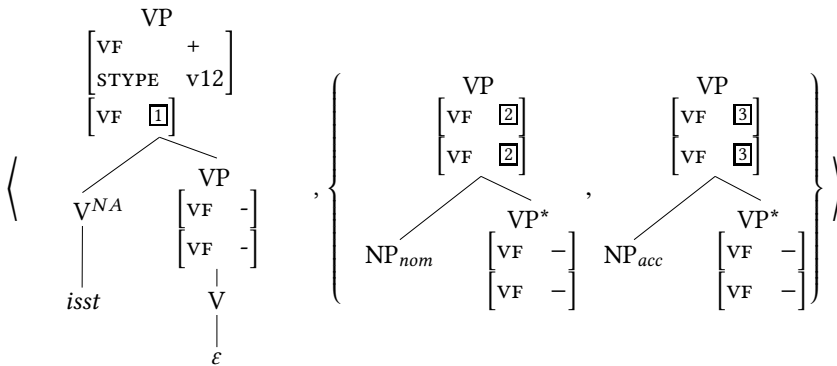 VP
[VF +
STYPE v12]
[VF 1]
⟨
V^NA
isst
VP
[VF -]
[VF -]
V
ε
, {
VP
[VF 2]
[VF 2]
NP_nom
VP*
[VF −]
[VF −]
,
VP
[VF 3]
[VF 3]
NP_acc
VP*
[VF −]
[VF −]
} ⟩